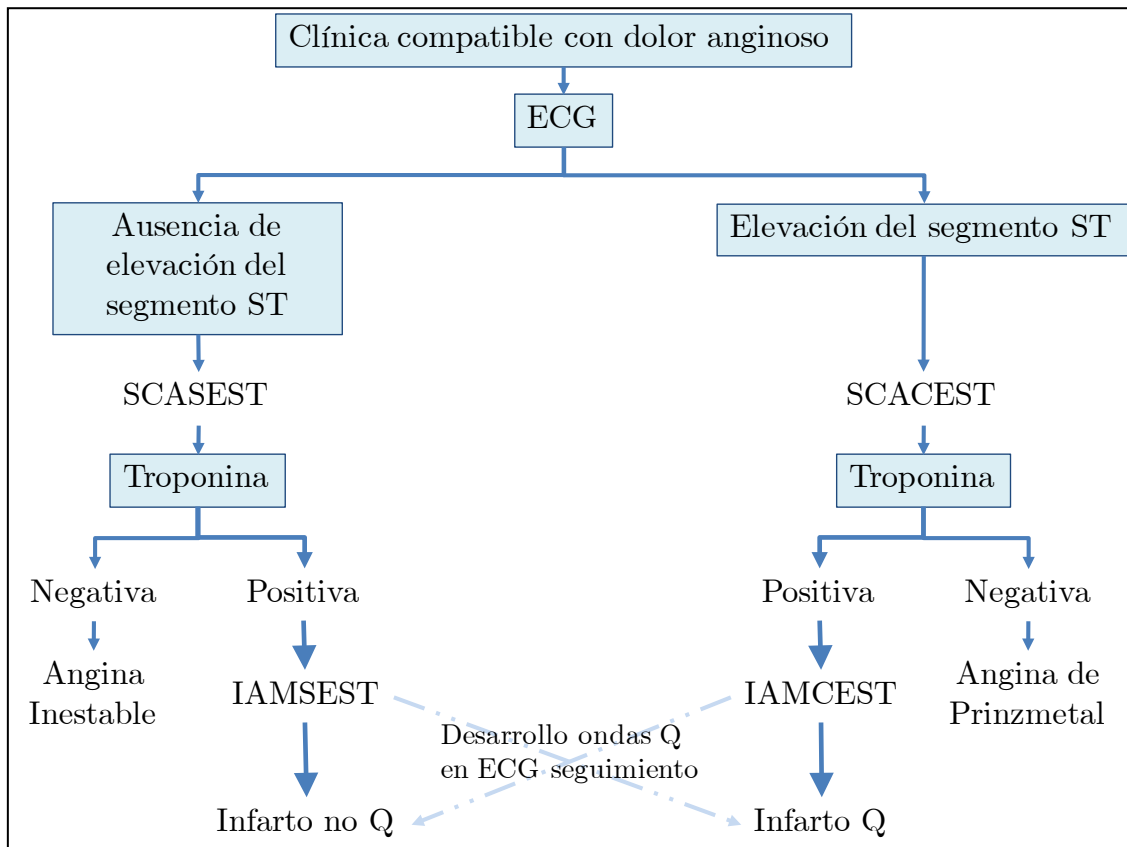 Clínica compatible con dolor anginoso
ECG
Ausencia de
elevación del
segmento ST
Elevación del segmento ST
SCASEST
SCACEST
Troponina
Troponina
Negativa
Positiva
Positiva
Negativa
Angina
Inestable
IAMSEST
IAMCEST
Angina de
Prinzmetal
Desarrollo ondas Q
en ECG seguimiento
Infarto no Q
Infarto Q